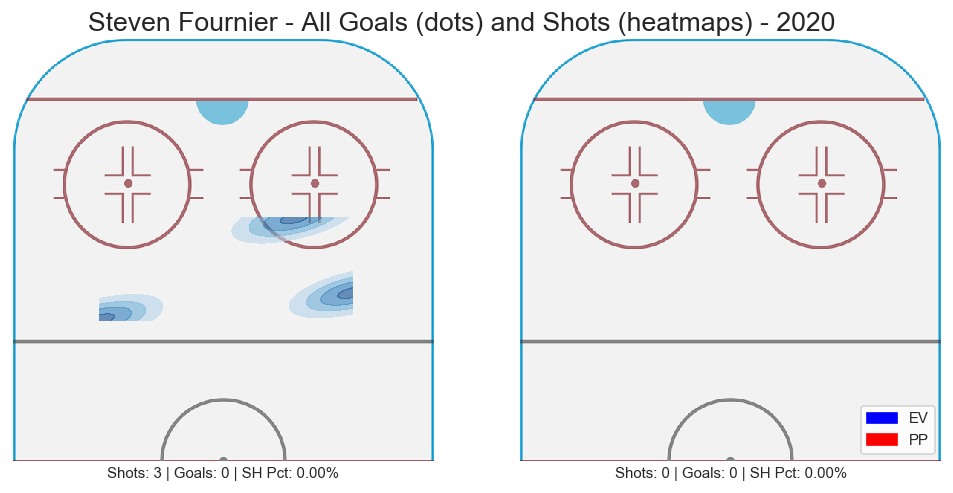 Steven Fournier - All Goals (dots) and Shots (heatmaps) - 2020
EV
PP
Shots: 3 | Goals: 0 | SH Pct: 0.00%
Shots: 0 | Goals: 0 | SH Pct: 0.00%